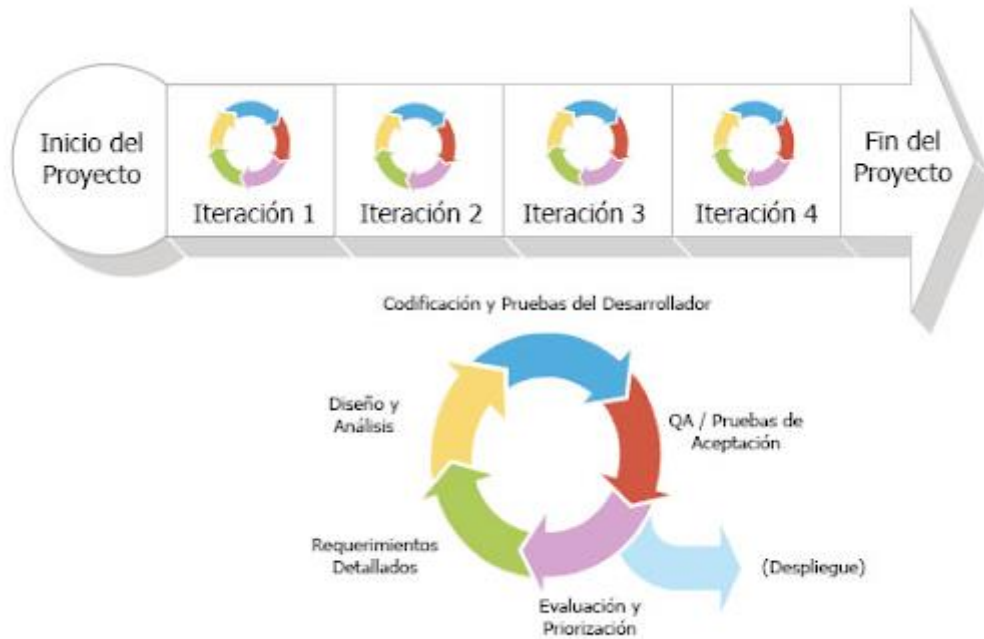 Inicio del
Proyecto
Iteración 1
Iteración 2
Iteración 3
Iteración 4
Fin del
Proyecto
Codificación y Pruebas del Desarrollador
Diseño y
Análisis
QA / Pruebas de
Aceptación
Requerimientos
Detallados
(Despliegue)
Evaluación y
Priorización